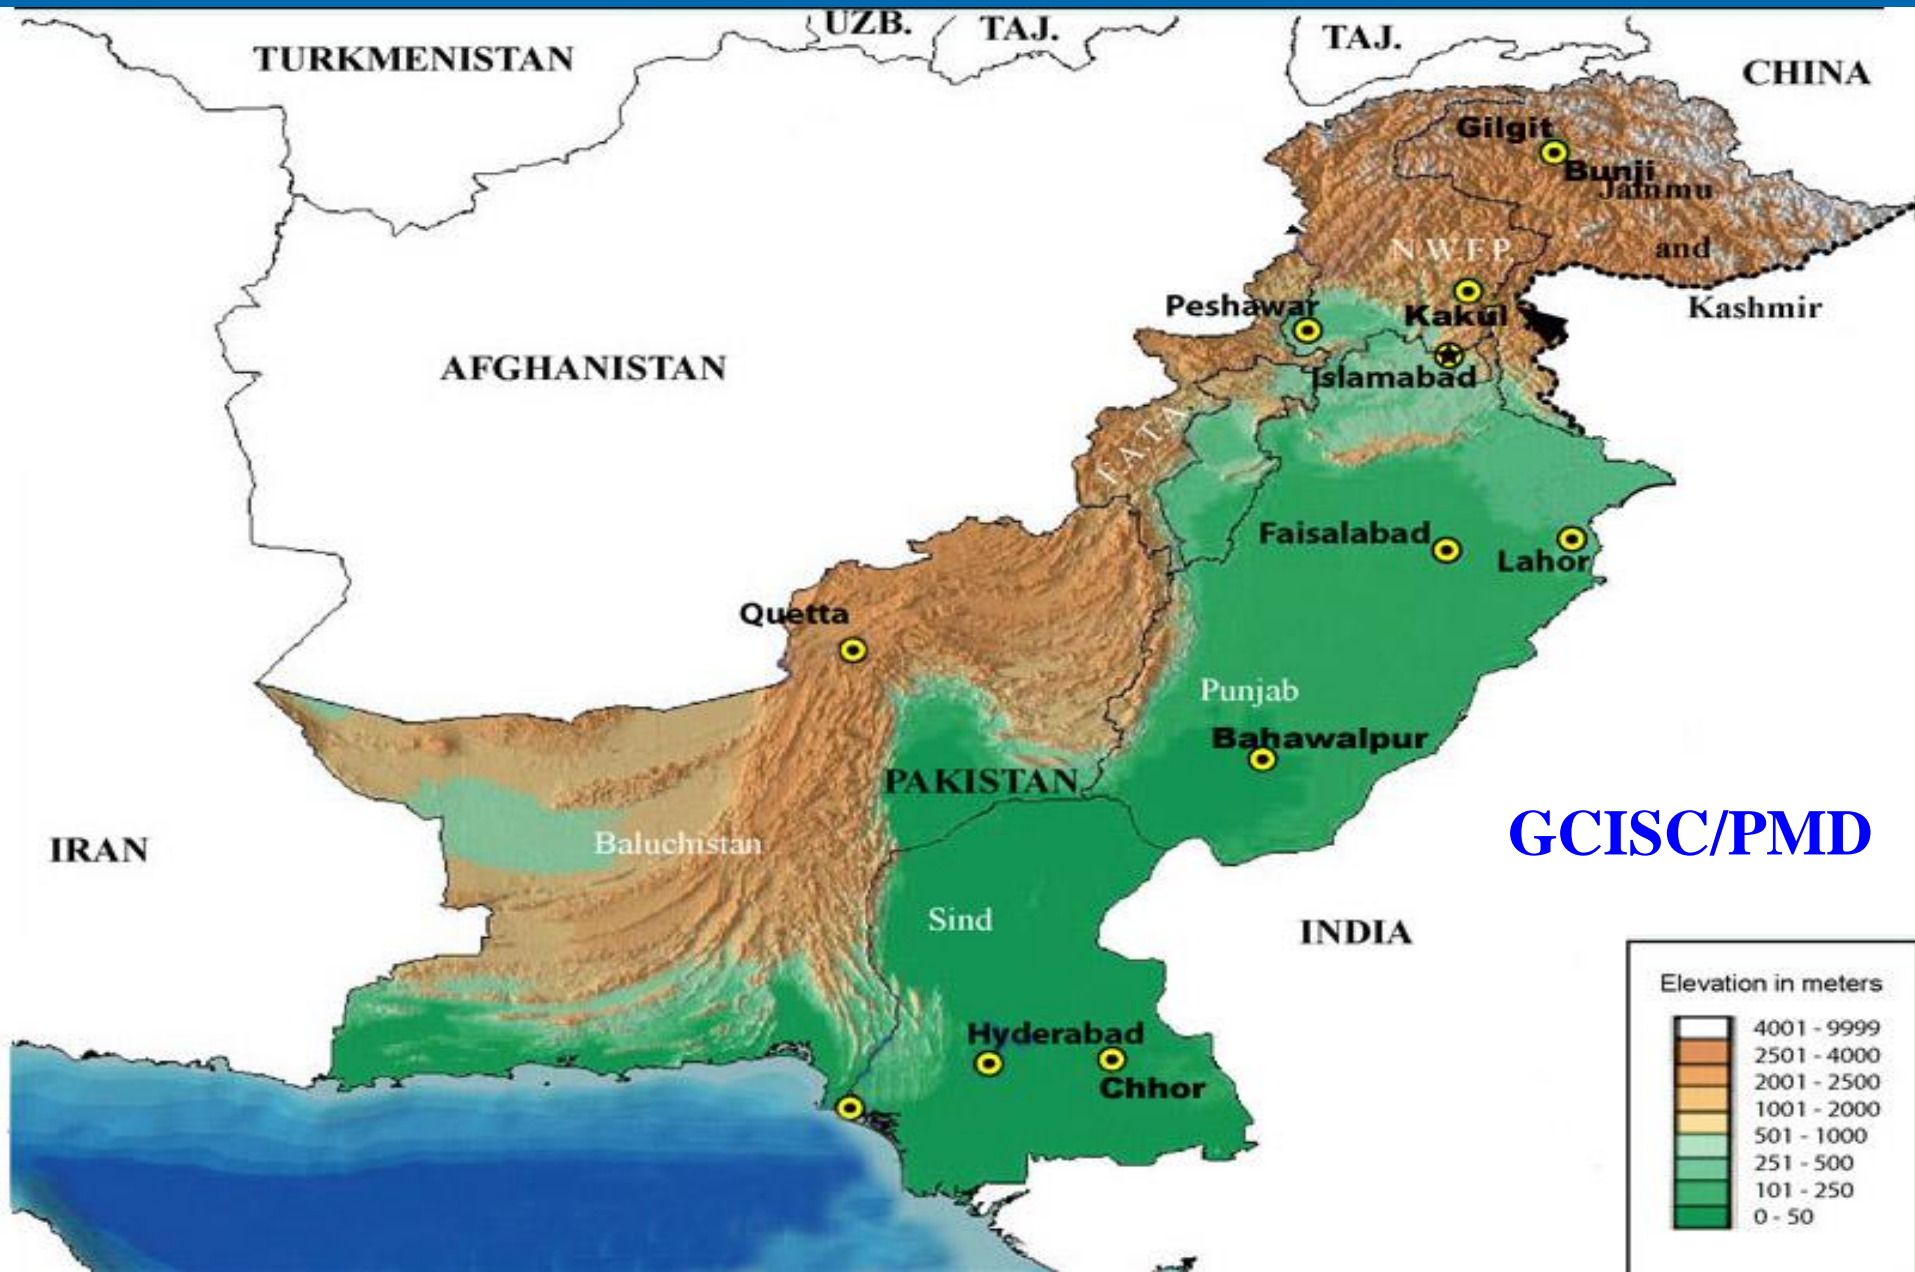 UZB.
TAJ.
TAJ.
TURKMENISTAN
CHINA
Gilgit
Bunji
Jammu
N.W.F.P.
and
Peshawar
Kakul
Kashmir
AFGHANISTAN
Islamabad
F.A.T.A.
Faisalabad
Lahor
Quetta
Punjab
Bahawalpur
PAKISTAN
GCISC/PMD
Baluchistan
IRAN
Sind
INDIA
Hyderabad
Chhor
Elevation in meters
4001 - 9999
2501 - 4000
2001 - 2500
1001 - 2000
501 - 1000
251 - 500
101 - 250
0 - 50